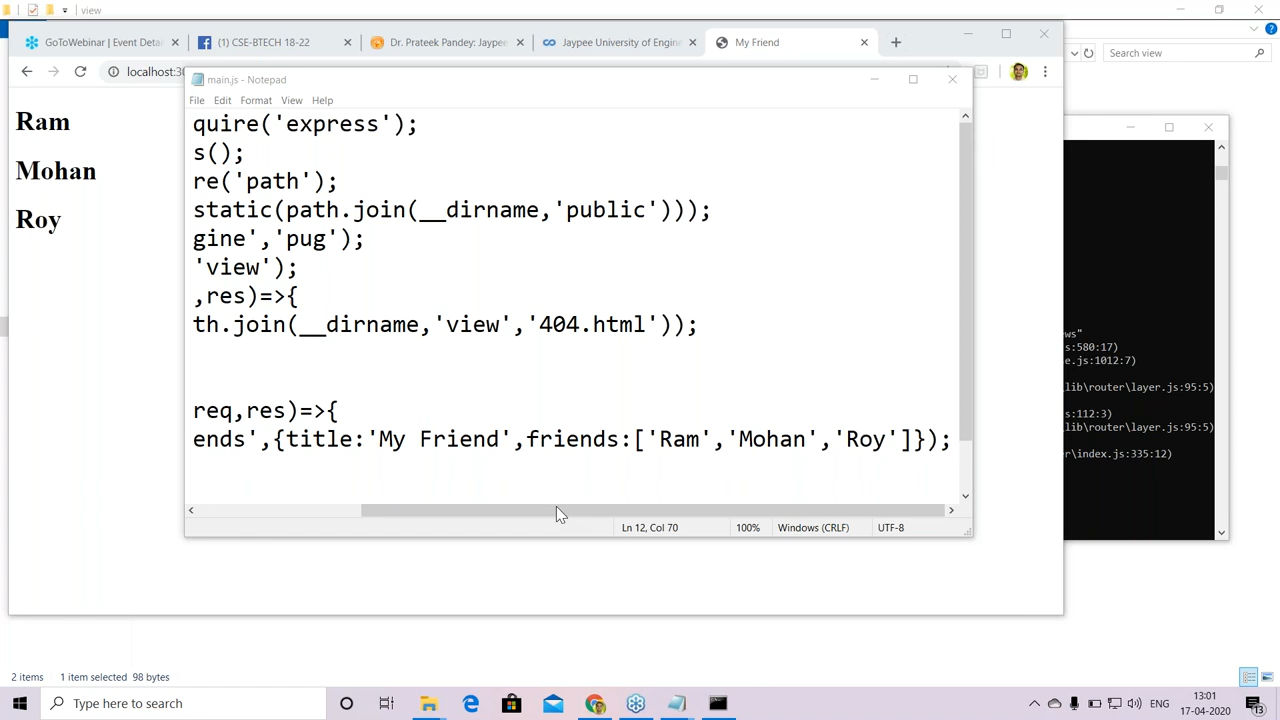 view
GoToWebinar | Event Detai
(1) CSE-BTECH 18-22
Dr. Prateek Panday: Jaypee
Jaypee University of Engin
My Friend
localhost:30
Search view
main.js - Notepad
File Edit Format View Help
Ram
Mohan
Roy
quire('express');
s();
re('path');
static(path.join(__dirname,'public')));
gine','pug');
'view');
,res)=>{
th.join(__dirname,'view','404.html'));
req,res)=>{
ends',{title:'My Friend',friends:['Ram','Mohan','Roy']});
Ln 12, Col 70
100%
Windows (CRLF)
UTF-8
ws"
s:580:17)
e.js:1012:7)
lib\router\layer.js:95:5)
s:112:3)
lib\router\layer.js:95:5)
r\index.js:335:12)
2 items 1 item selected 98 bytes
Type here to search
ENG
13:01
17-04-2020
13